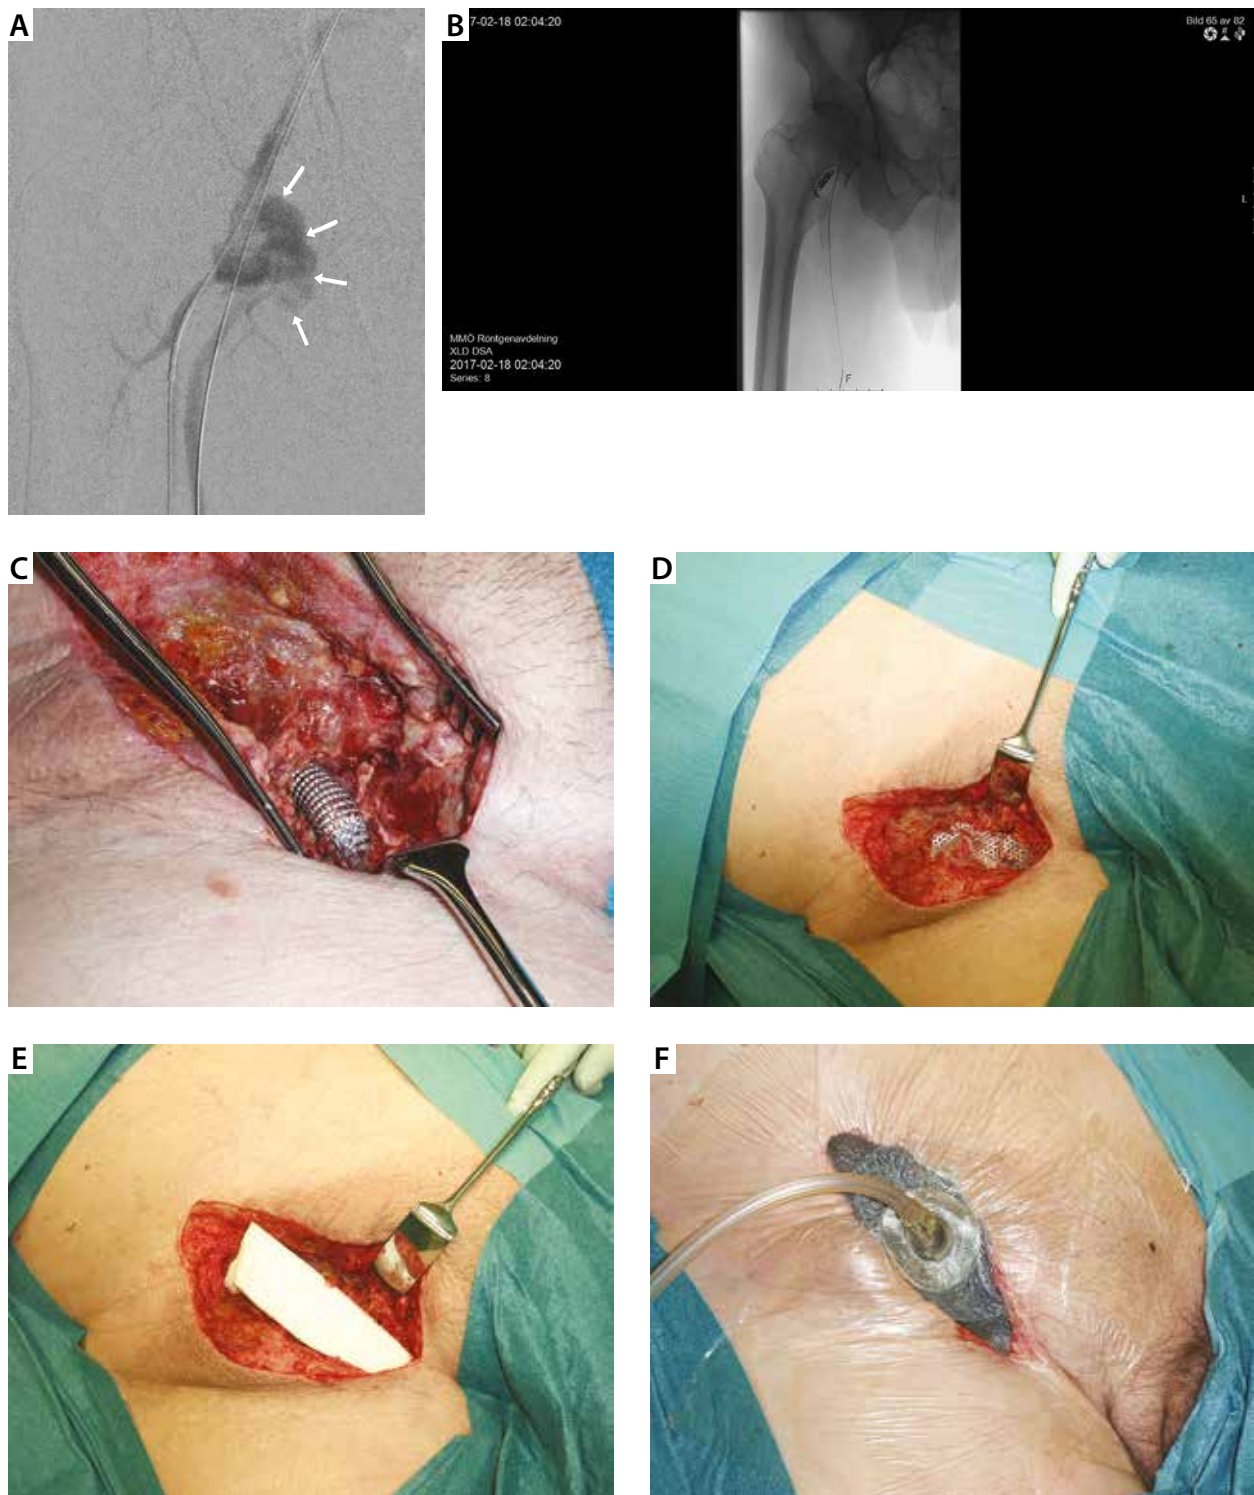 A
B
7-02-18 02:04:20
Bild 65 av 82
L
MMÖ Röntgenavdelning
XLD DSA
2017-02-18 02:04:20
Series: 8
F
C
D
E
F